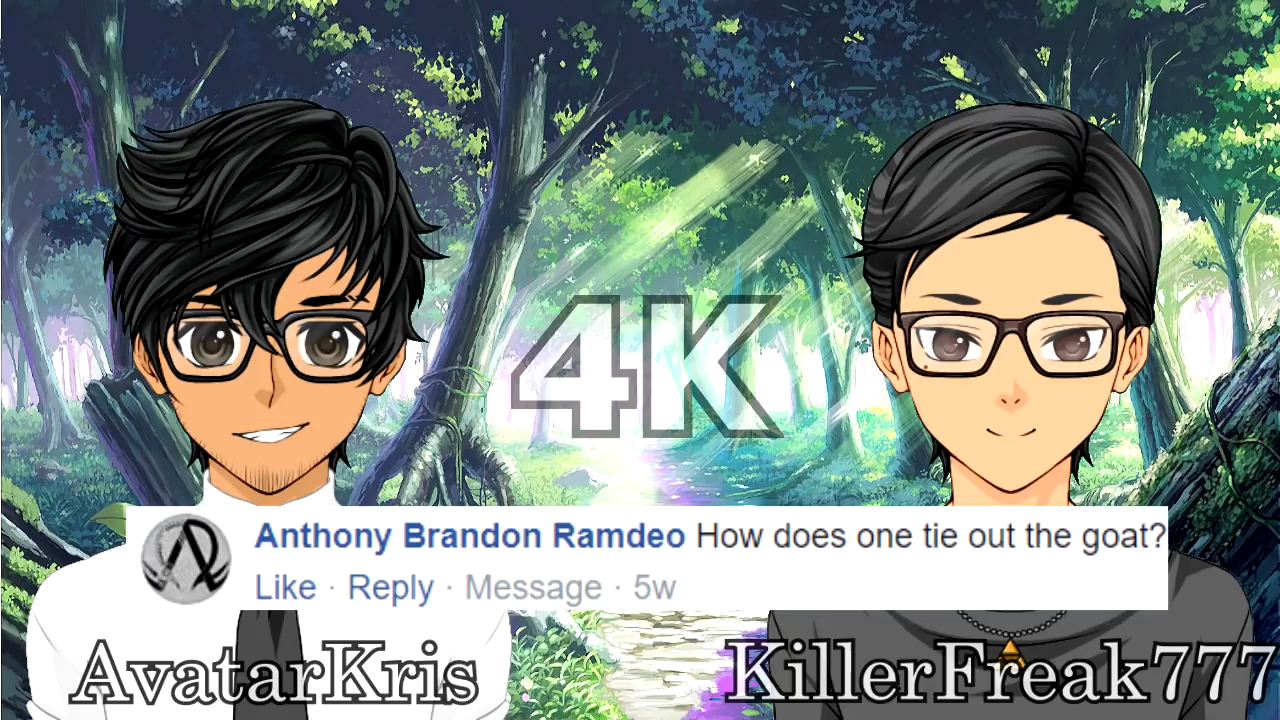 4K
Anthony Brandon Ramdeo How does one tie out the goat?
Like · Reply · Message · 5w
AvatarKris
KillerFreak777